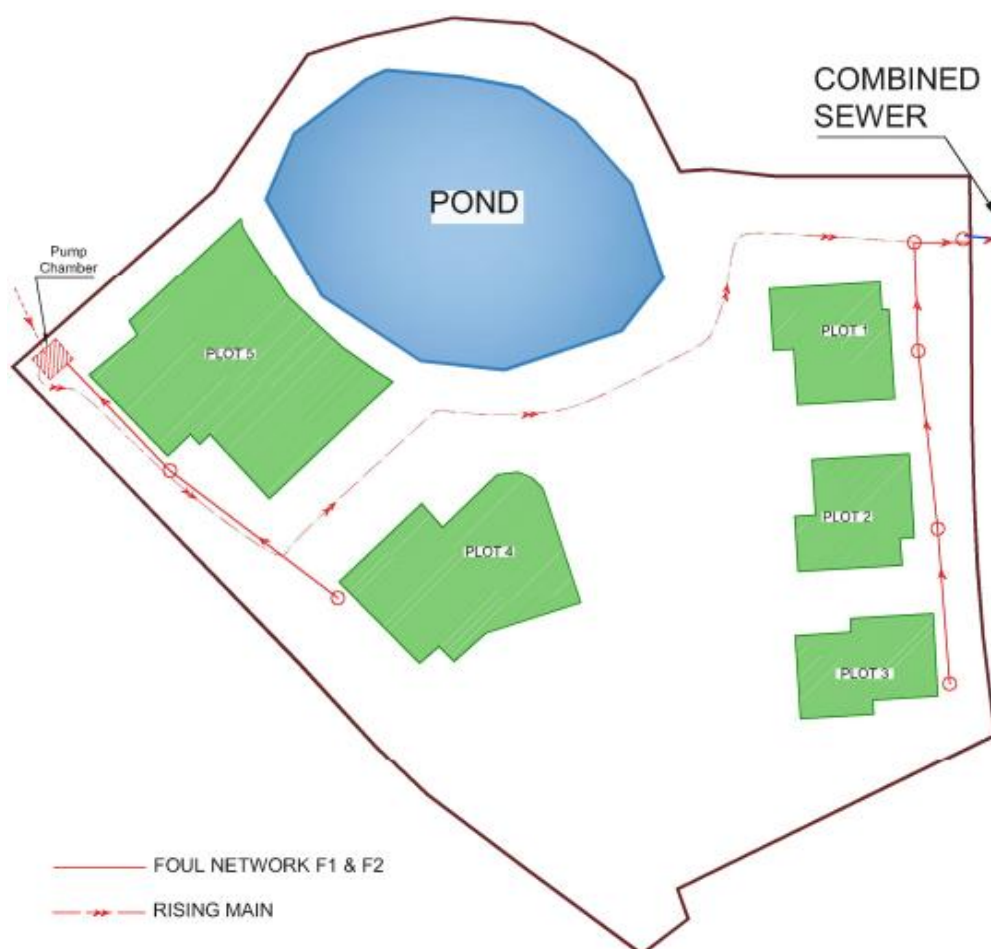 COMBINED
SEWER
POND
Pump
Chamber
PLOT 1
PLOT 5
PLOT 2
PLOT 4
PLOT 3
FOUL NETWORK F1 & F2
RISING MAIN